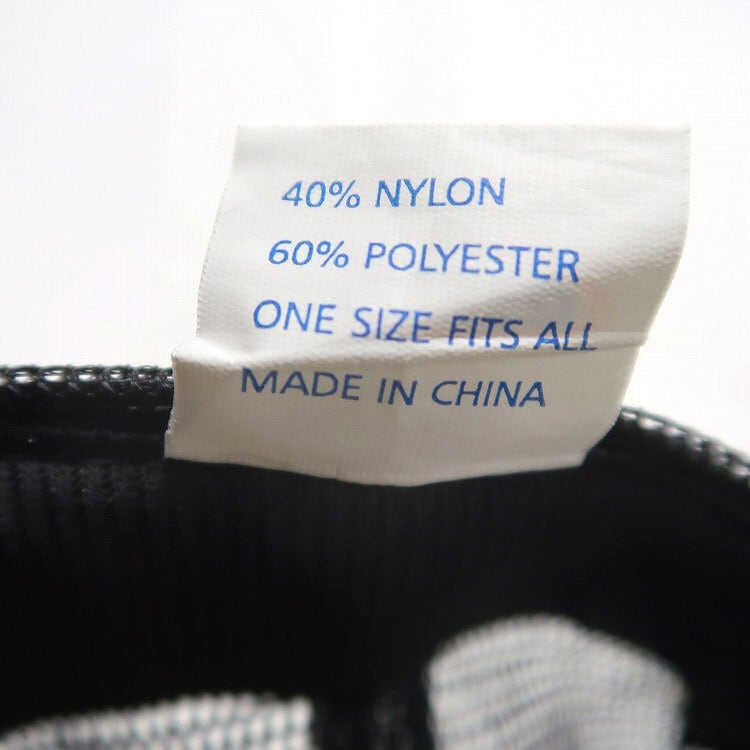 40% NYLON
60% POLYESTER
ONE SIZE FITS ALL
MADE IN CHINA